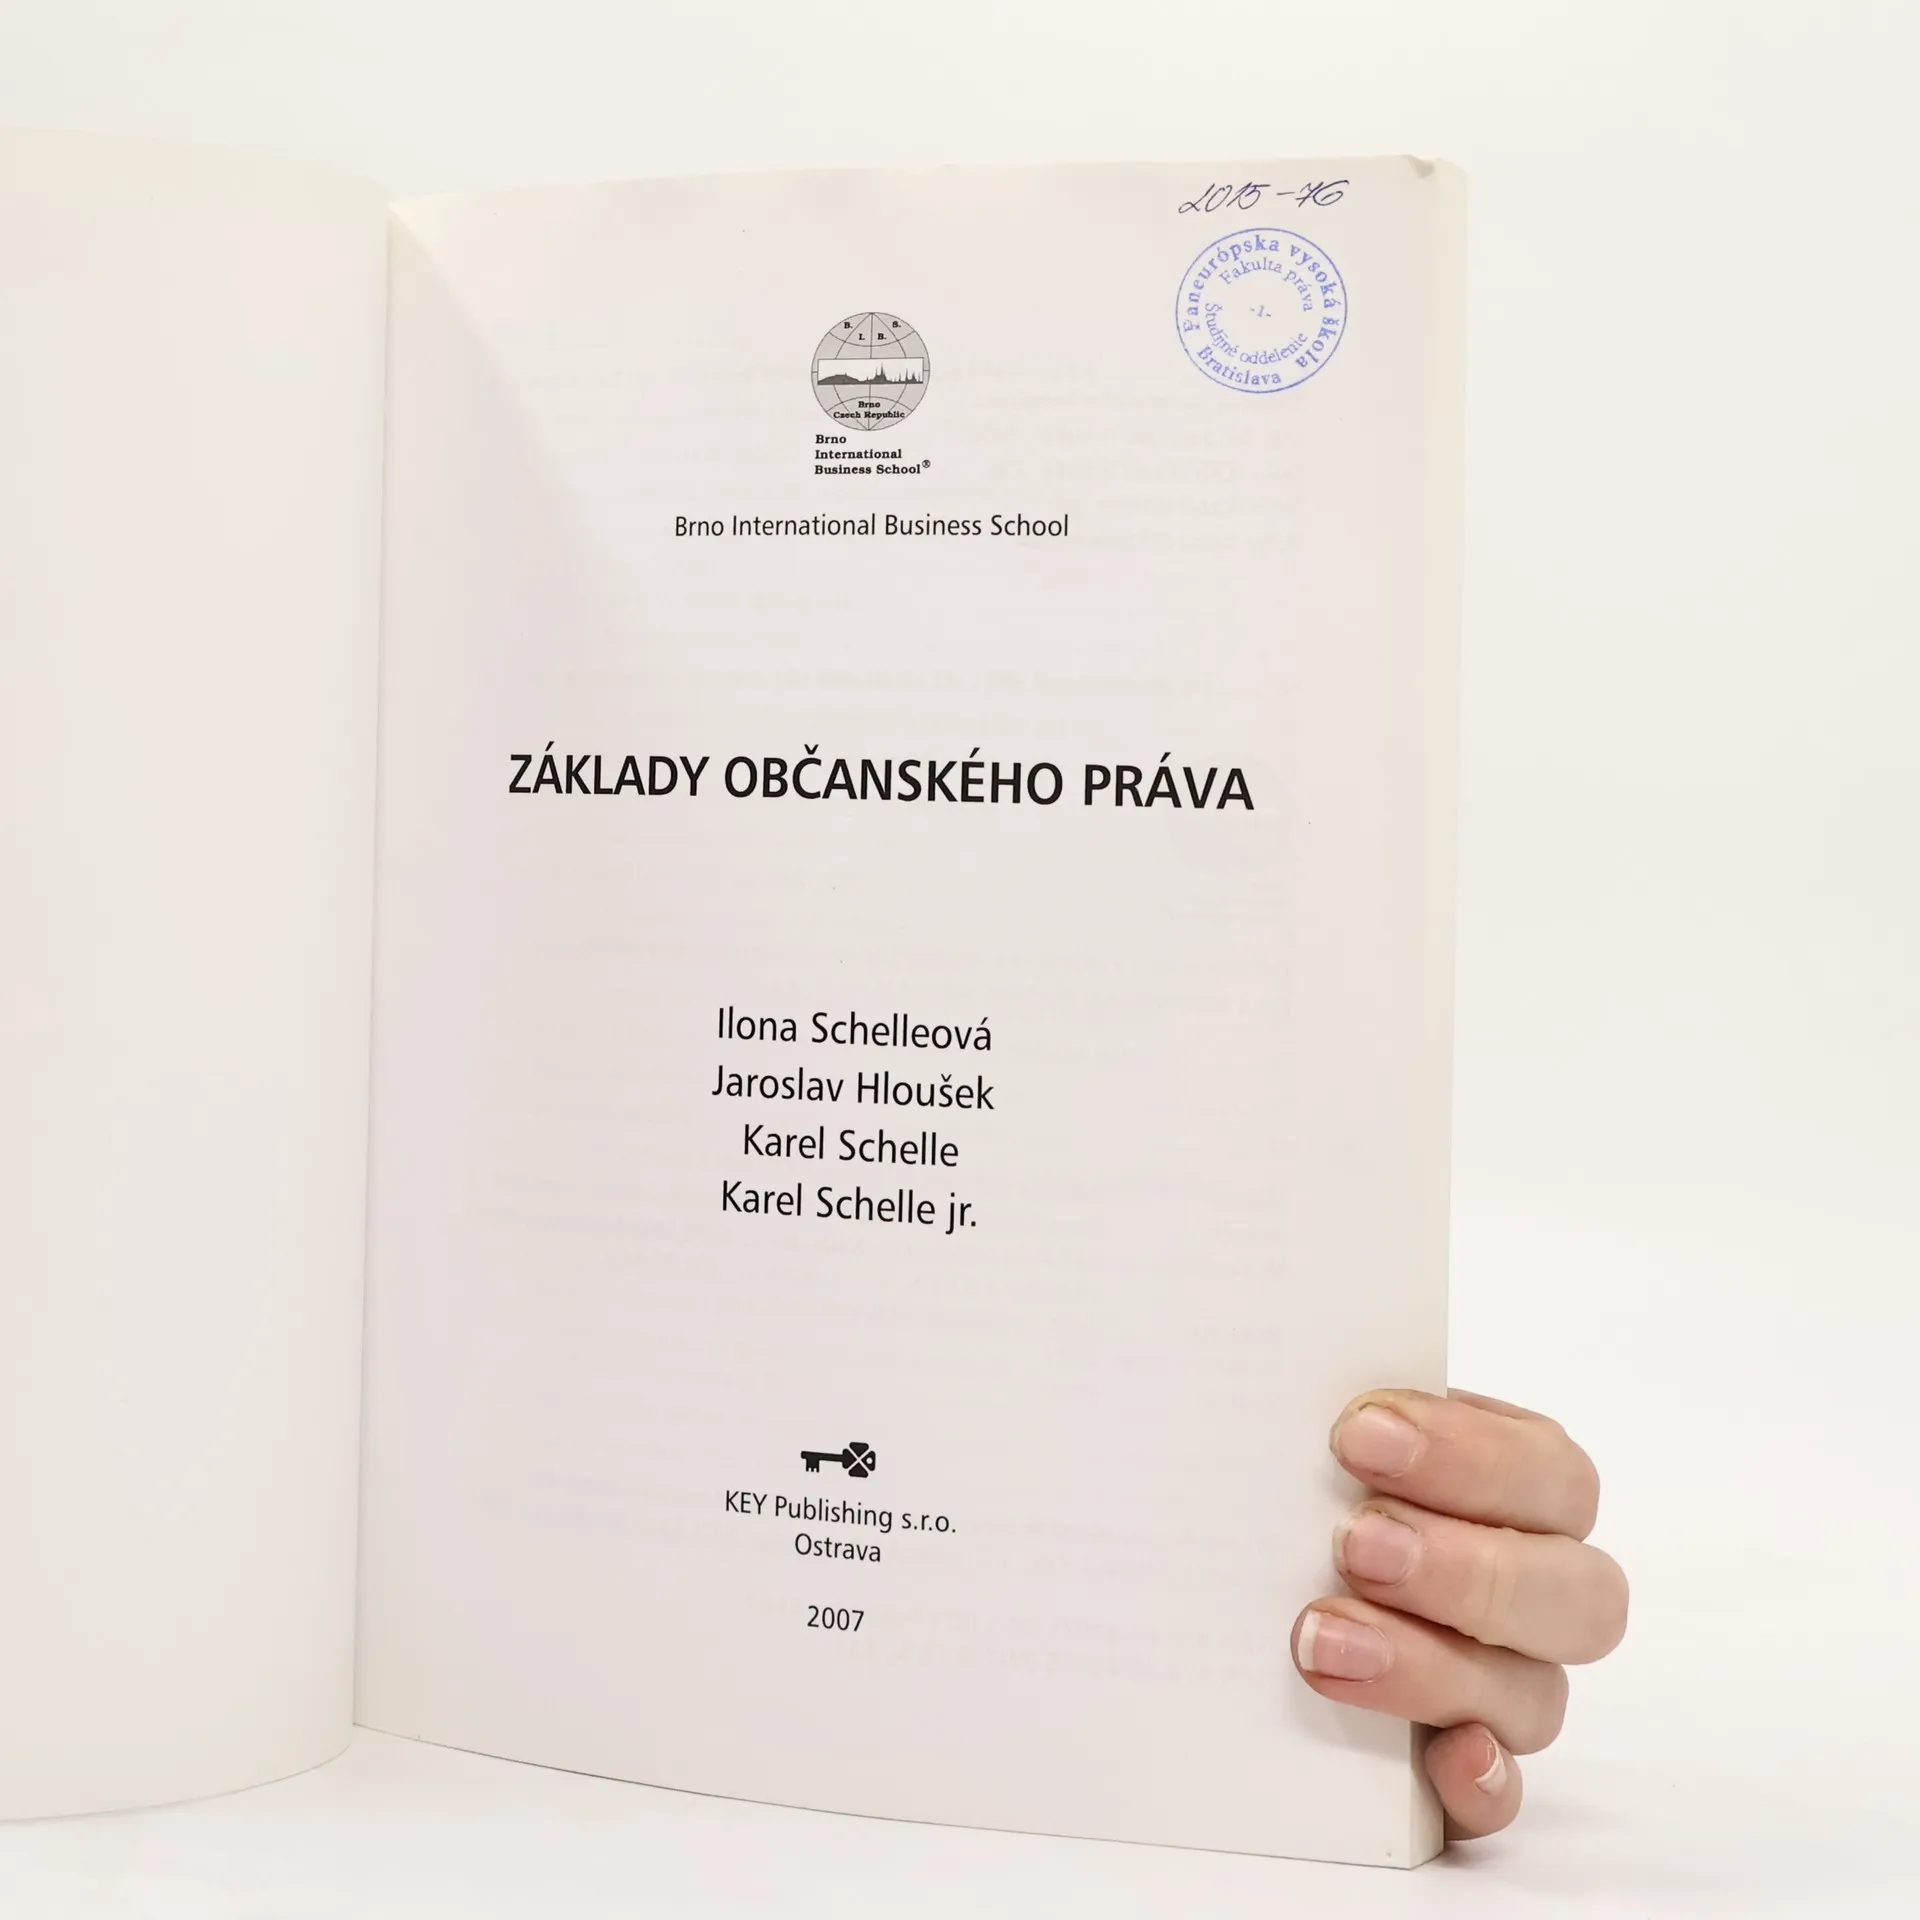 2015-76
Paneurópska vysoká škola
Bratislava
Fakulta práva
Študijné oddelenie
-1-
B. S.
I. B.
Brno
Czech Republic
Brno
International
Business School®
Brno International Business School
ZÁKLADY OBČANSKÉHO PRÁVA
Ilona Schelleová
Jaroslav Hloušek
Karel Schelle
Karel Schelle jr.
KEY Publishing s.r.o.
Ostrava
2007